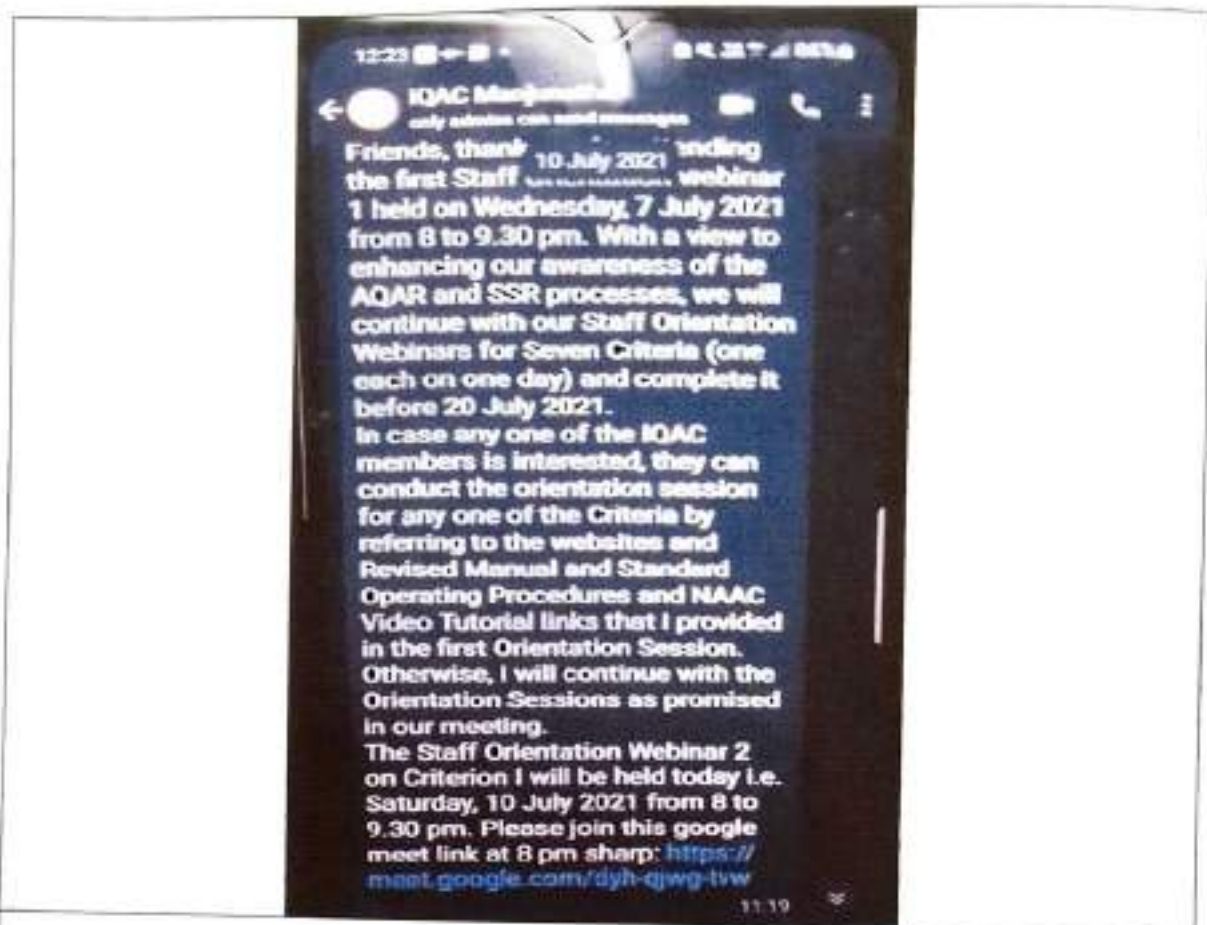 12:23
IQAC
only admins can send messages
10 July 2021
Friends, thank ending
the first Staff webinar
1 held on Wednesday, 7 July 2021
from 8 to 9.30 pm. With a view to
enhancing our awareness of the
AQAR and SSR processes, we will
continue with our Staff Orientation
Webinars for Seven Criteria (one
each on one day) and complete it
before 20 July 2021.
In case any one of the IQAC
members is interested, they can
conduct the orientation session
for any one of the Criteria by
referring to the websites and
Revised Manual and Standard
Operating Procedures and NAAC
Video Tutorial links that I provided
in the first Orientation Session.
Otherwise, I will continue with the
Orientation Sessions as promised
in our meeting.
The Staff Orientation Webinar 2
on Criterion I will be held today i.e.
Saturday, 10 July 2021 from 8 to
9.30 pm. Please join this google
meet link at 8 pm sharp: https://
meet.google.com/dyh-qjwg-tvw
11:19